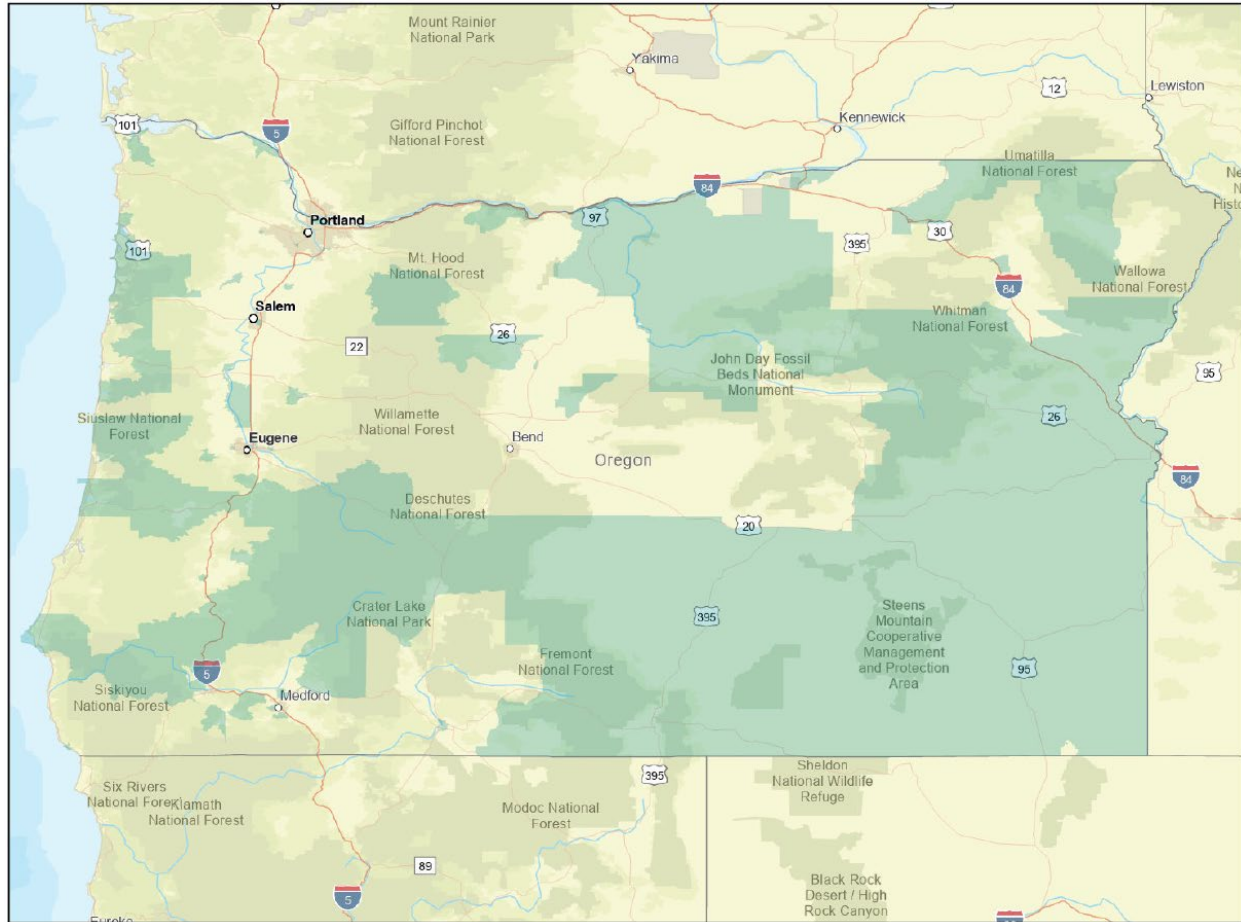 Mount Rainier
National Park
Yakima
12
Lewiston
101
5
Gifford Pinchot
National Forest
Kennewick
Umatilla
National Forest
84
97
Portland
101
395
30
Mt. Hood
National Forest
Wallowa
National Forest
84
Salem
26
Whitman
National Forest
22
John Day Fossil
Beds National
Monument
95
Siuslaw National
Forest
Willamette
National Forest
26
Eugene
Bend
Oregon
84
Deschutes
National Forest
20
Crater Lake
National Park
395
Steens
Mountain
Cooperative
Management
and Protection
Area
Fremont
National Forest
95
5
Siskiyou
National Forest
Medford
Six Rivers
National Forest
Klamath
National Forest
395
Sheldon
National Wildlife
Refuge
Modoc National
Forest
89
5
Black Rock
Desert / High
Rock Canyon